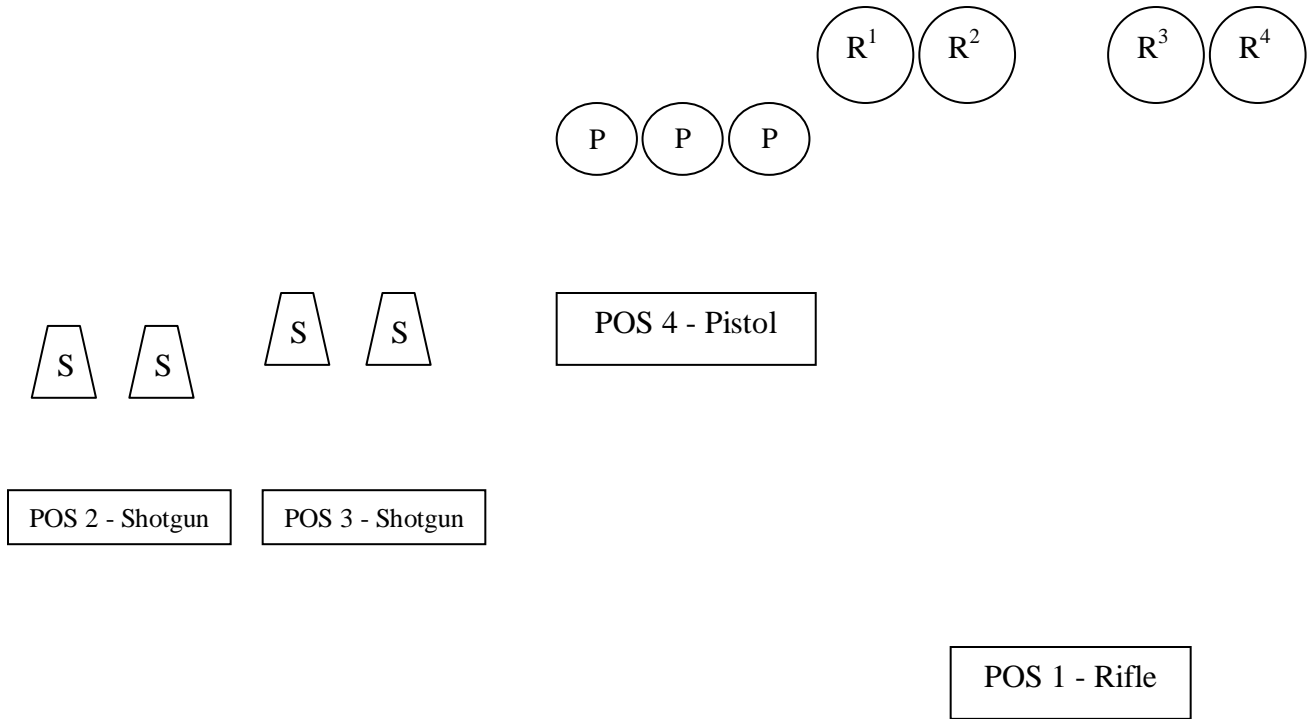 R¹ R² R³ R⁴
P P P
S S
POS 4 - Pistol
S S
POS 2 - Shotgun
POS 3 - Shotgun
POS 1 - Rifle